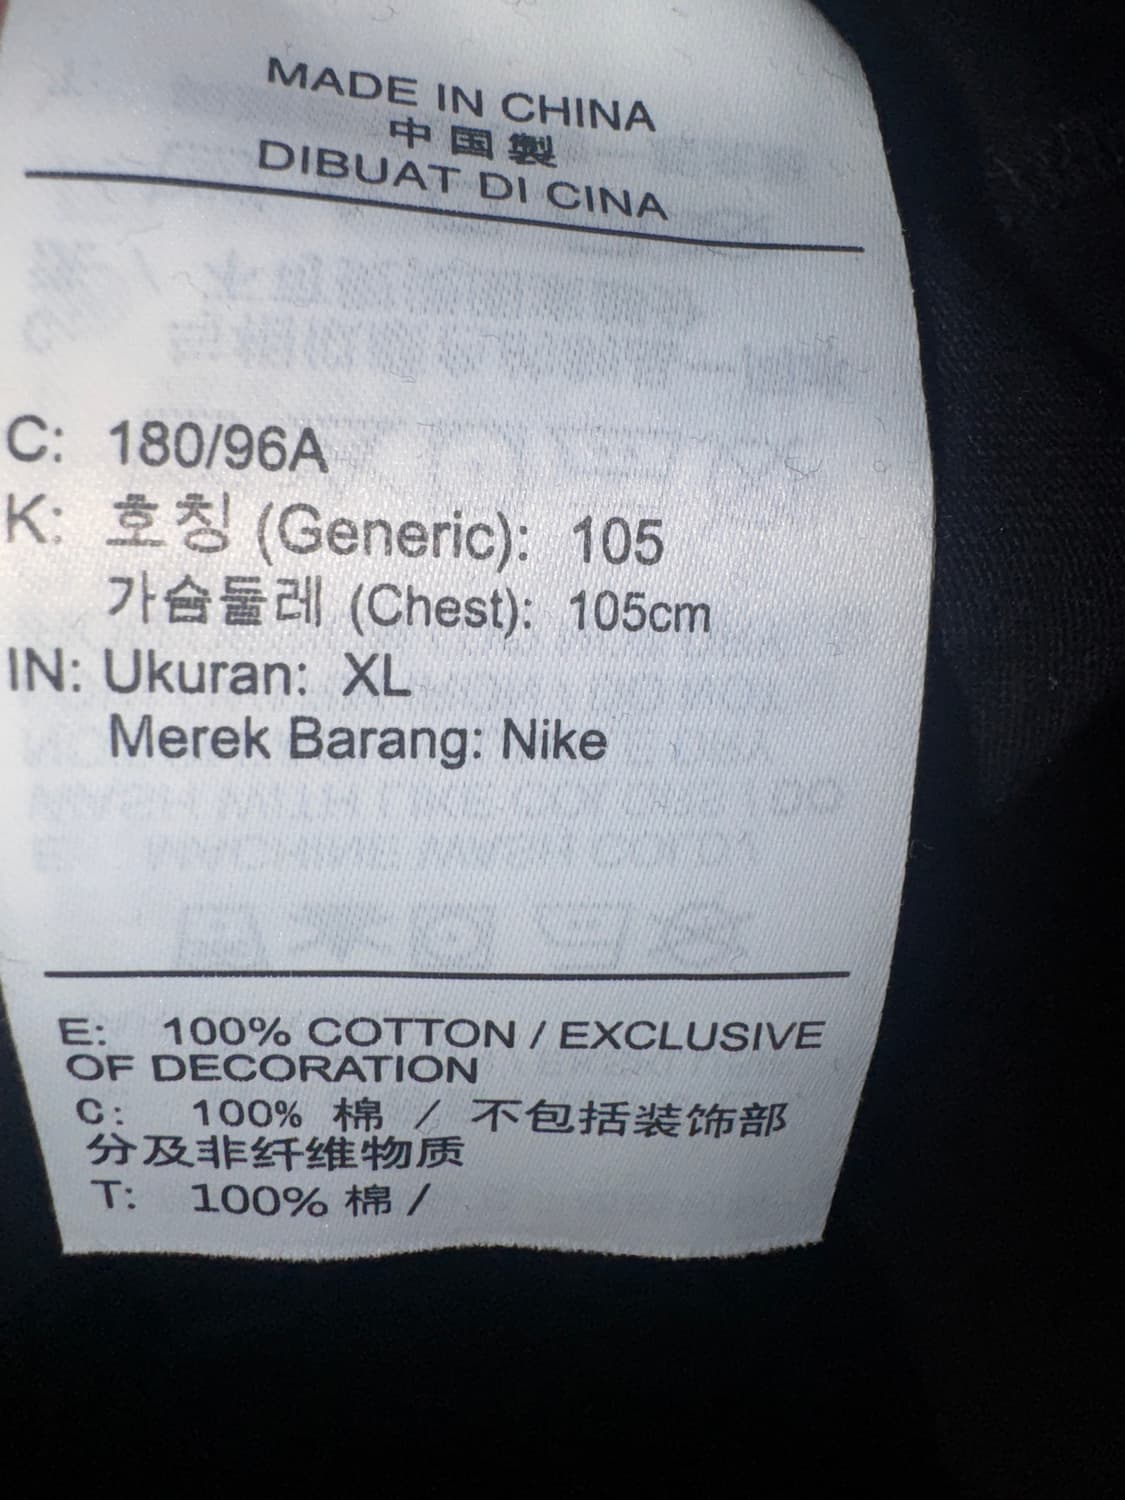 MADE IN CHINA
中国製
DIBUAT DI CINA
C: 180/96A
K: 호칭 (Generic): 105
가슴둘레 (Chest): 105cm
IN: Ukuran: XL
Merek Barang: Nike
E: 100% COTTON / EXCLUSIVE
OF DECORATION
C: 100% 棉 / 不包括装饰部
分及非纤维物质
T: 100% 棉 /